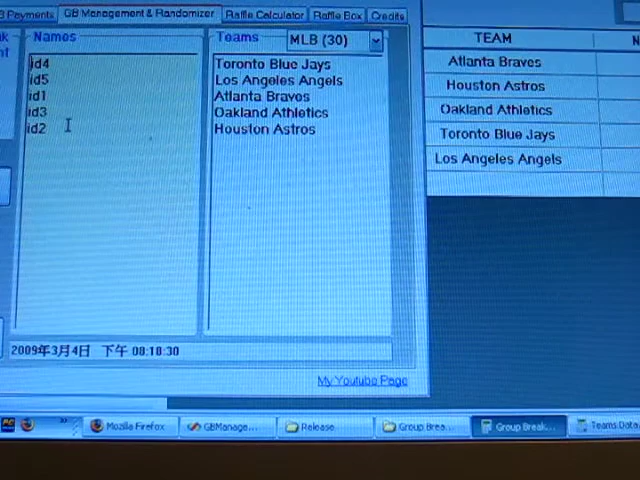 B Payments GB Management & Randomizer Raffle Calculator Raffle Box Credits
Names
id4
id5
id1
id3
id2
Teams MLB (30)
Toronto Blue Jays
Los Angeles Angels
Atlanta Braves
Oakland Athletics
Houston Astros
2009年3月4日 下午 08:18:30
My Youtube Page
TEAM N
Atlanta Braves
Houston Astros
Oakland Athletics
Toronto Blue Jays
Los Angeles Angels
Mozilla Firefox GBManage... Release Group Brea... Group Break... Teams.Data